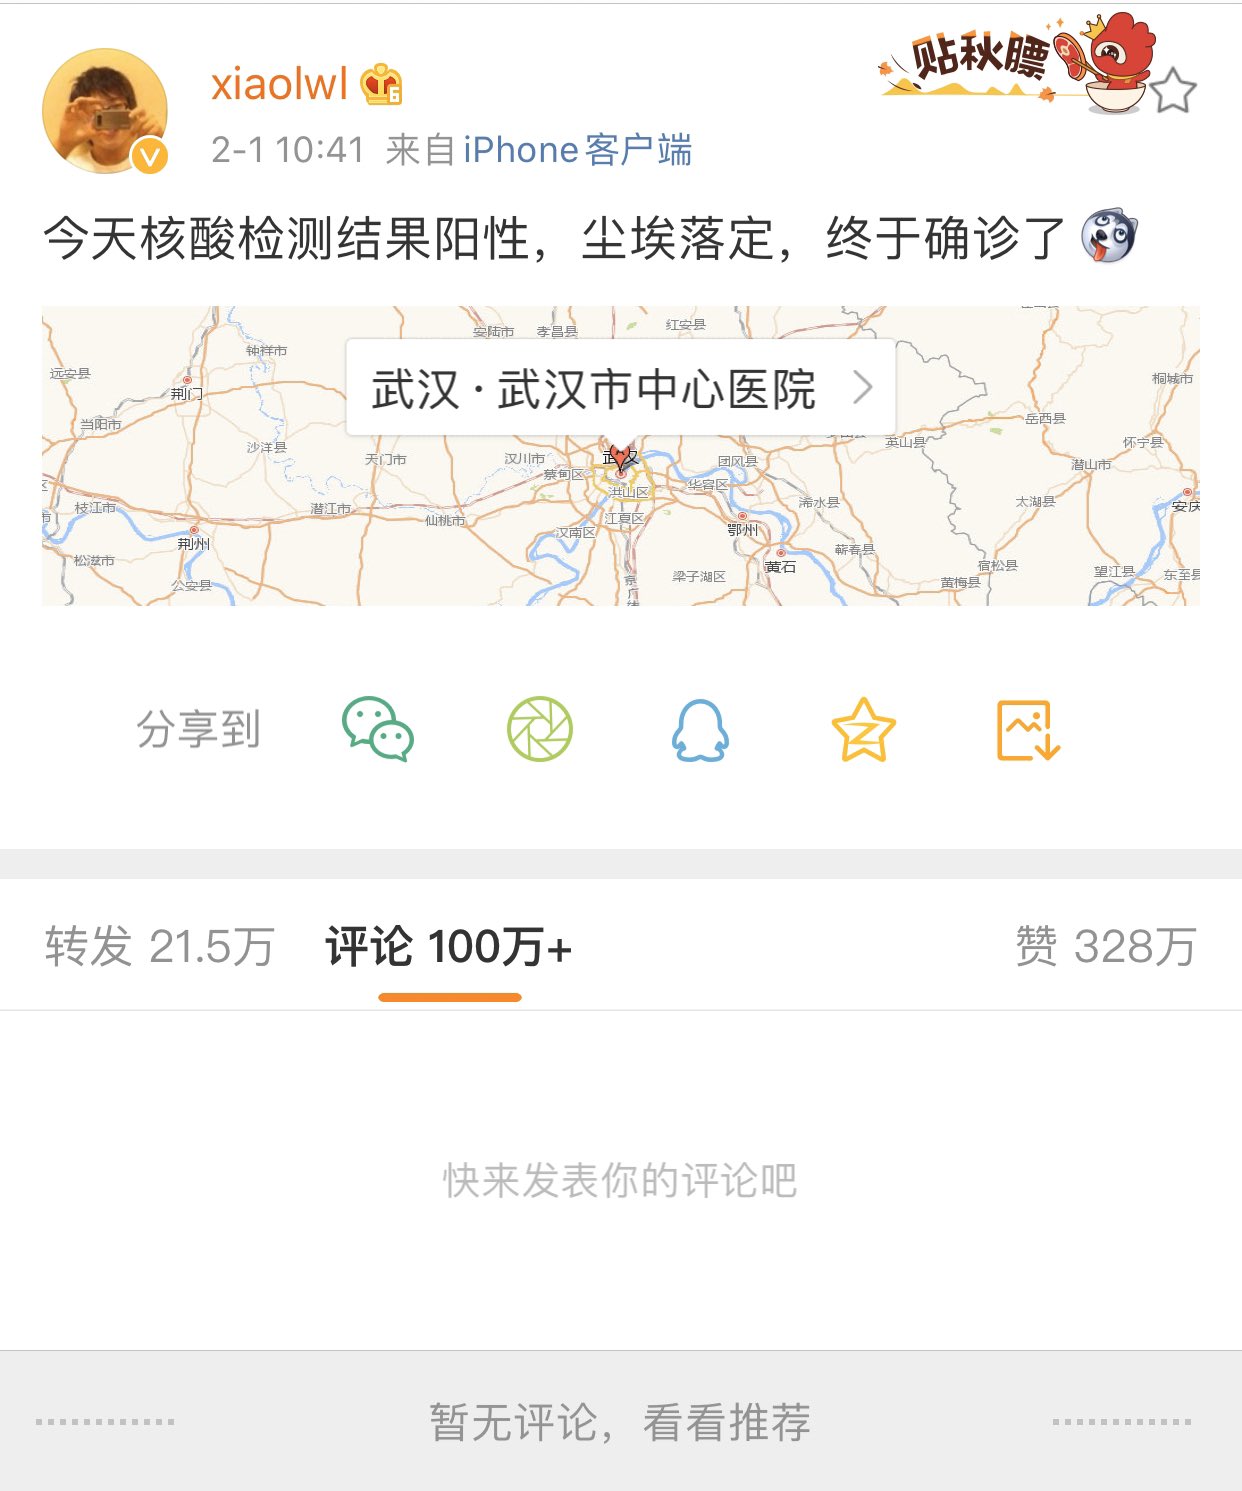 贴秋膘
xiaolwl
6
2-1 10:41 来自 iPhone客户端
今天核酸检测结果阳性，尘埃落定，终于确诊了
武汉·武汉市中心医院
安陆市 孝昌县 红安县
钟祥市
远安县
荆门
桐城市
当阳市
岳西县
英山县 怀宁县
沙洋县
天门市 汉川市 武汉 团风县
潜山市
蔡甸区
华容区
洪山区
枝江市 潜江市 浠水县 太湖县
安庆
仙桃市 江夏区
汉南区 鄂州
荆州
蕲春县
松滋市 黄石 宿松县
梁子湖区 望江县 东至县
公安县 黄梅县
京广线
分享到
转发 21.5万 评论 100万+ 赞 328万
快来发表你的评论吧
暂无评论，看看推荐